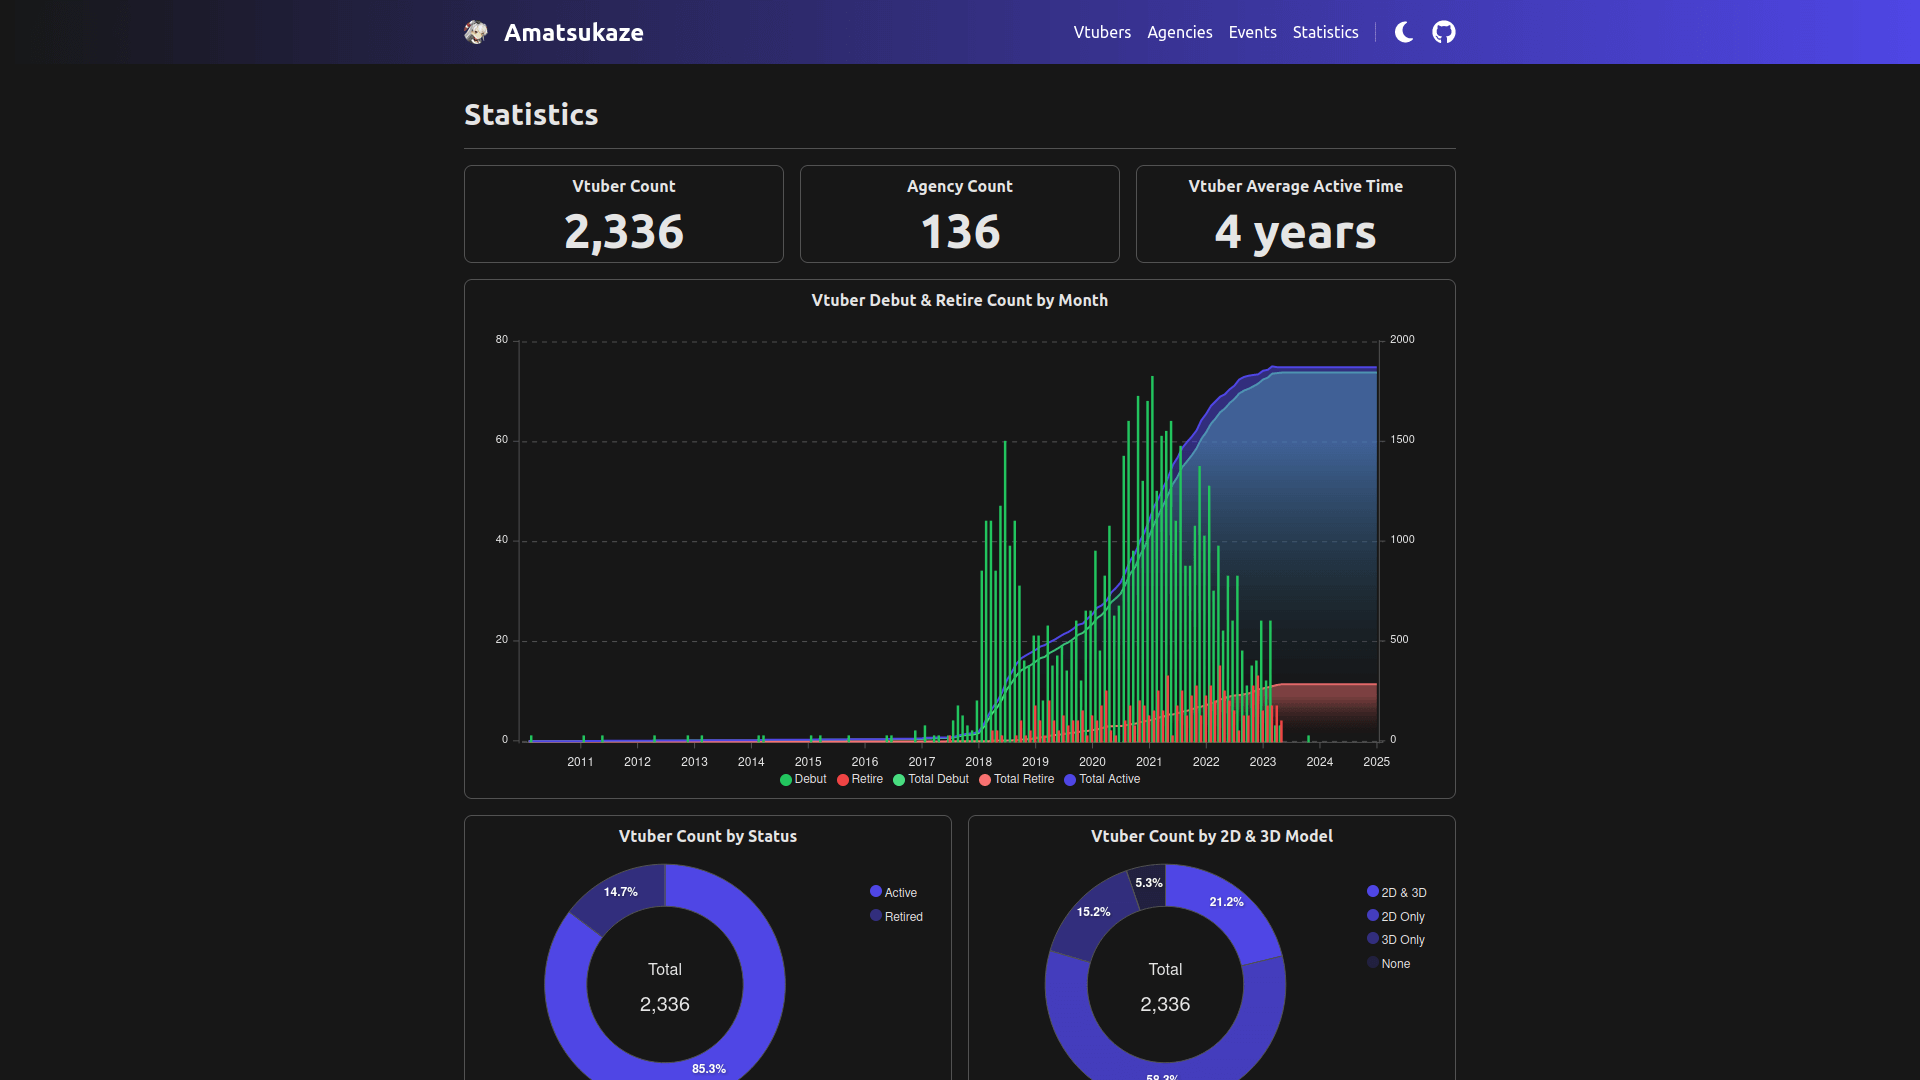 Amatsukaze
Vtubers Agencies Events Statistics
Statistics
Vtuber Count
2,336
Agency Count
136
Vtuber Average Active Time
4 years
Vtuber Debut & Retire Count by Month
80 2000
60 1500
40 1000
20 500
0 0
2011 2012 2013 2014 2015 2016 2017 2018 2019 2020 2021 2022 2023 2024 2025
Debut Retire Total Debut Total Retire Total Active
Vtuber Count by Status
14.7%
Active
Retired
Total
2,336
85.3%
Vtuber Count by 2D & 3D Model
5.3%
21.2%
15.2%
2D & 3D
2D Only
3D Only
None
Total
2,336
58.3%